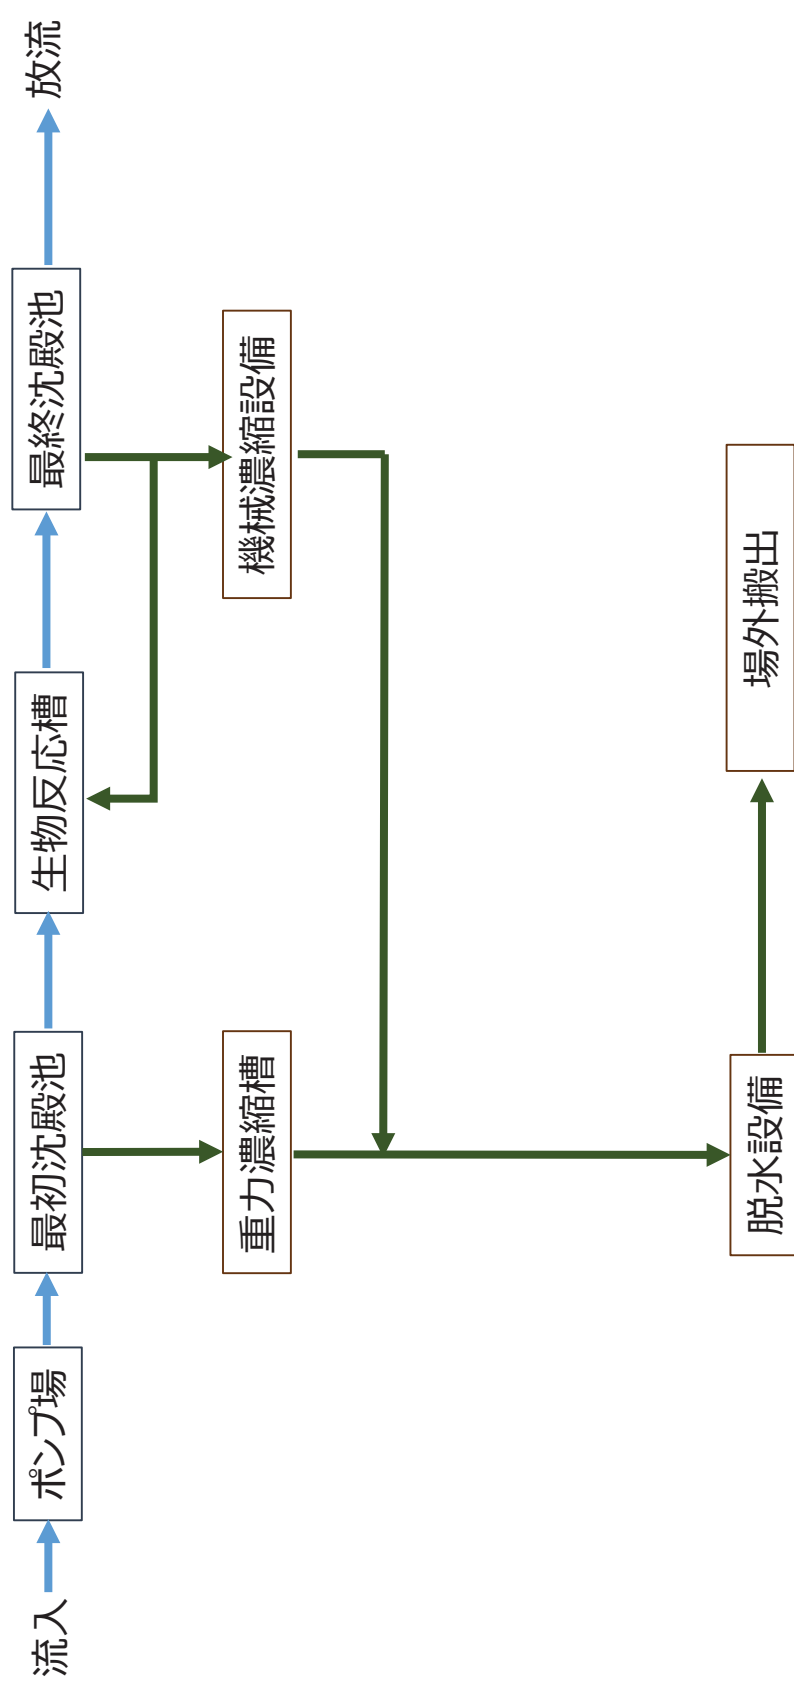 流入
ポンプ場
最初沈殿池
生物反応槽
最終沈殿池
放流
重力濃縮槽
機械濃縮設備
脱水設備
場外搬出